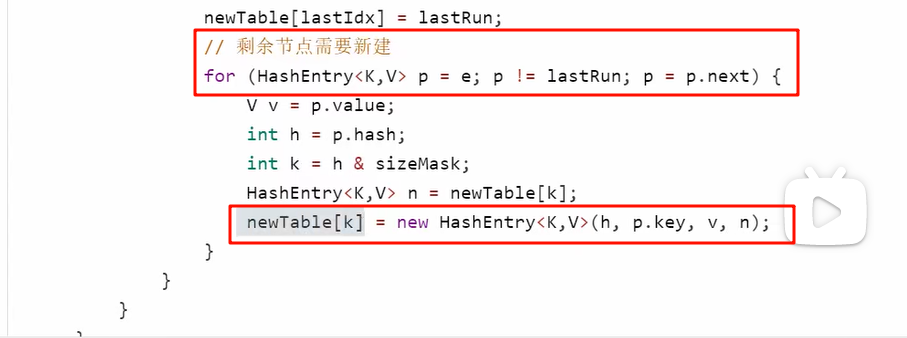 newTable[lastIdx] = lastRun;
// 剩余节点需要新建
for (HashEntry<K,V> p = e; p != lastRun; p = p.next) {
V v = p.value;
int h = p.hash;
int k = h & sizeMask;
HashEntry<K,V> n = newTable[k];
newTable[k] = new HashEntry<K,V>(h, p.key, v, n);
}
}
}